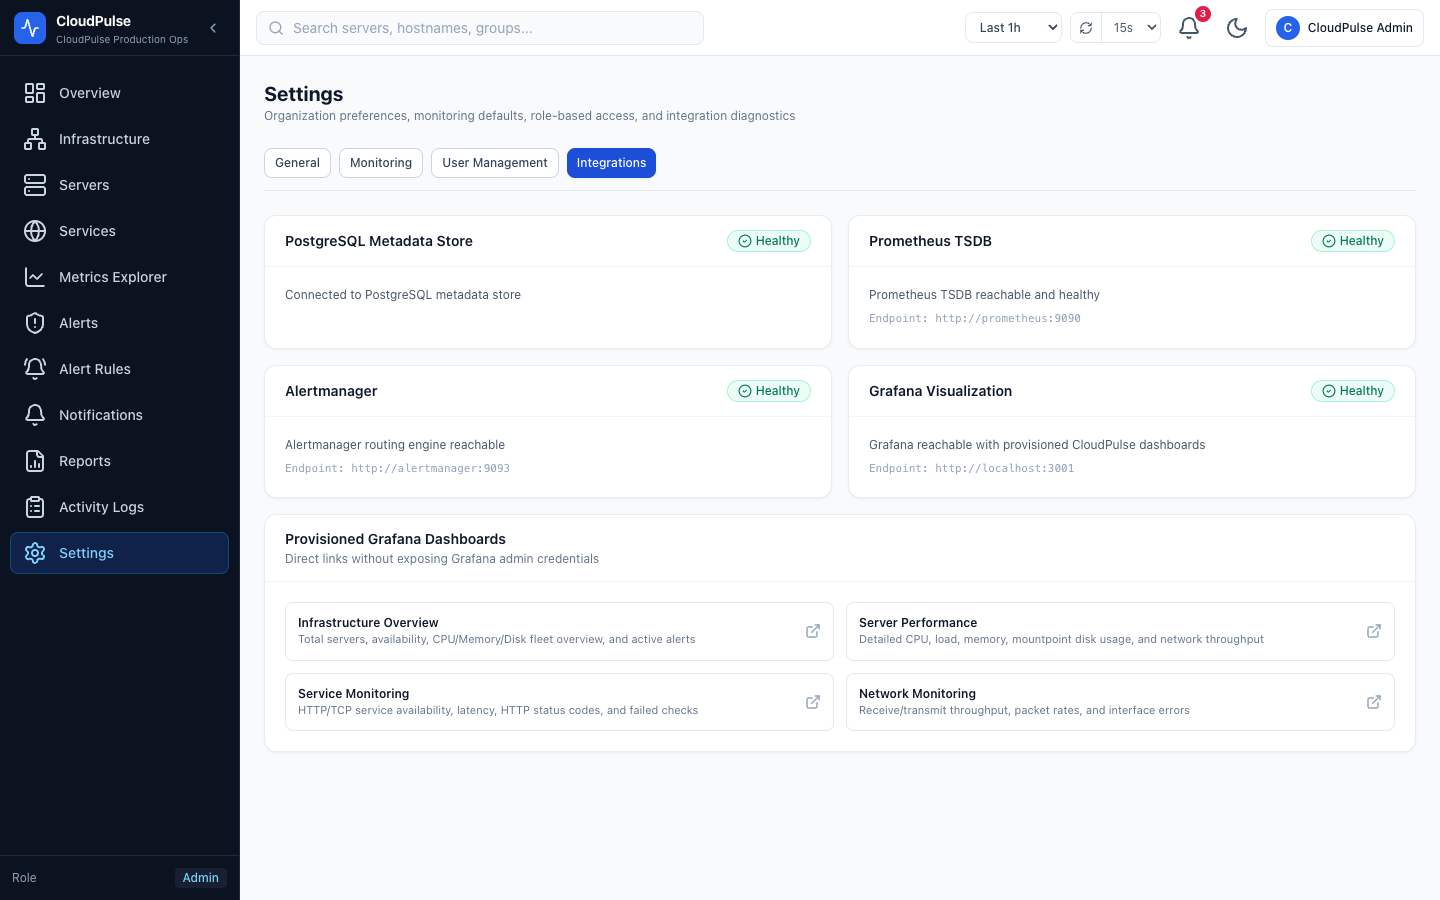 CloudPulse
CloudPulse Production Ops
Search servers, hostnames, groups...
Last 1h
15s
3
C
CloudPulse Admin
Overview
Infrastructure
Servers
Services
Metrics Explorer
Alerts
Alert Rules
Notifications
Reports
Activity Logs
Settings
Role
Admin
Settings
Organization preferences, monitoring defaults, role-based access, and integration diagnostics
General
Monitoring
User Management
Integrations
PostgreSQL Metadata Store
Healthy
Connected to PostgreSQL metadata store
Prometheus TSDB
Healthy
Prometheus TSDB reachable and healthy
Endpoint: http://prometheus:9090
Alertmanager
Healthy
Alertmanager routing engine reachable
Endpoint: http://alertmanager:9093
Grafana Visualization
Healthy
Grafana reachable with provisioned CloudPulse dashboards
Endpoint: http://localhost:3001
Provisioned Grafana Dashboards
Direct links without exposing Grafana admin credentials
Infrastructure Overview
Total servers, availability, CPU/Memory/Disk fleet overview, and active alerts
Server Performance
Detailed CPU, load, memory, mountpoint disk usage, and network throughput
Service Monitoring
HTTP/TCP service availability, latency, HTTP status codes, and failed checks
Network Monitoring
Receive/transmit throughput, packet rates, and interface errors